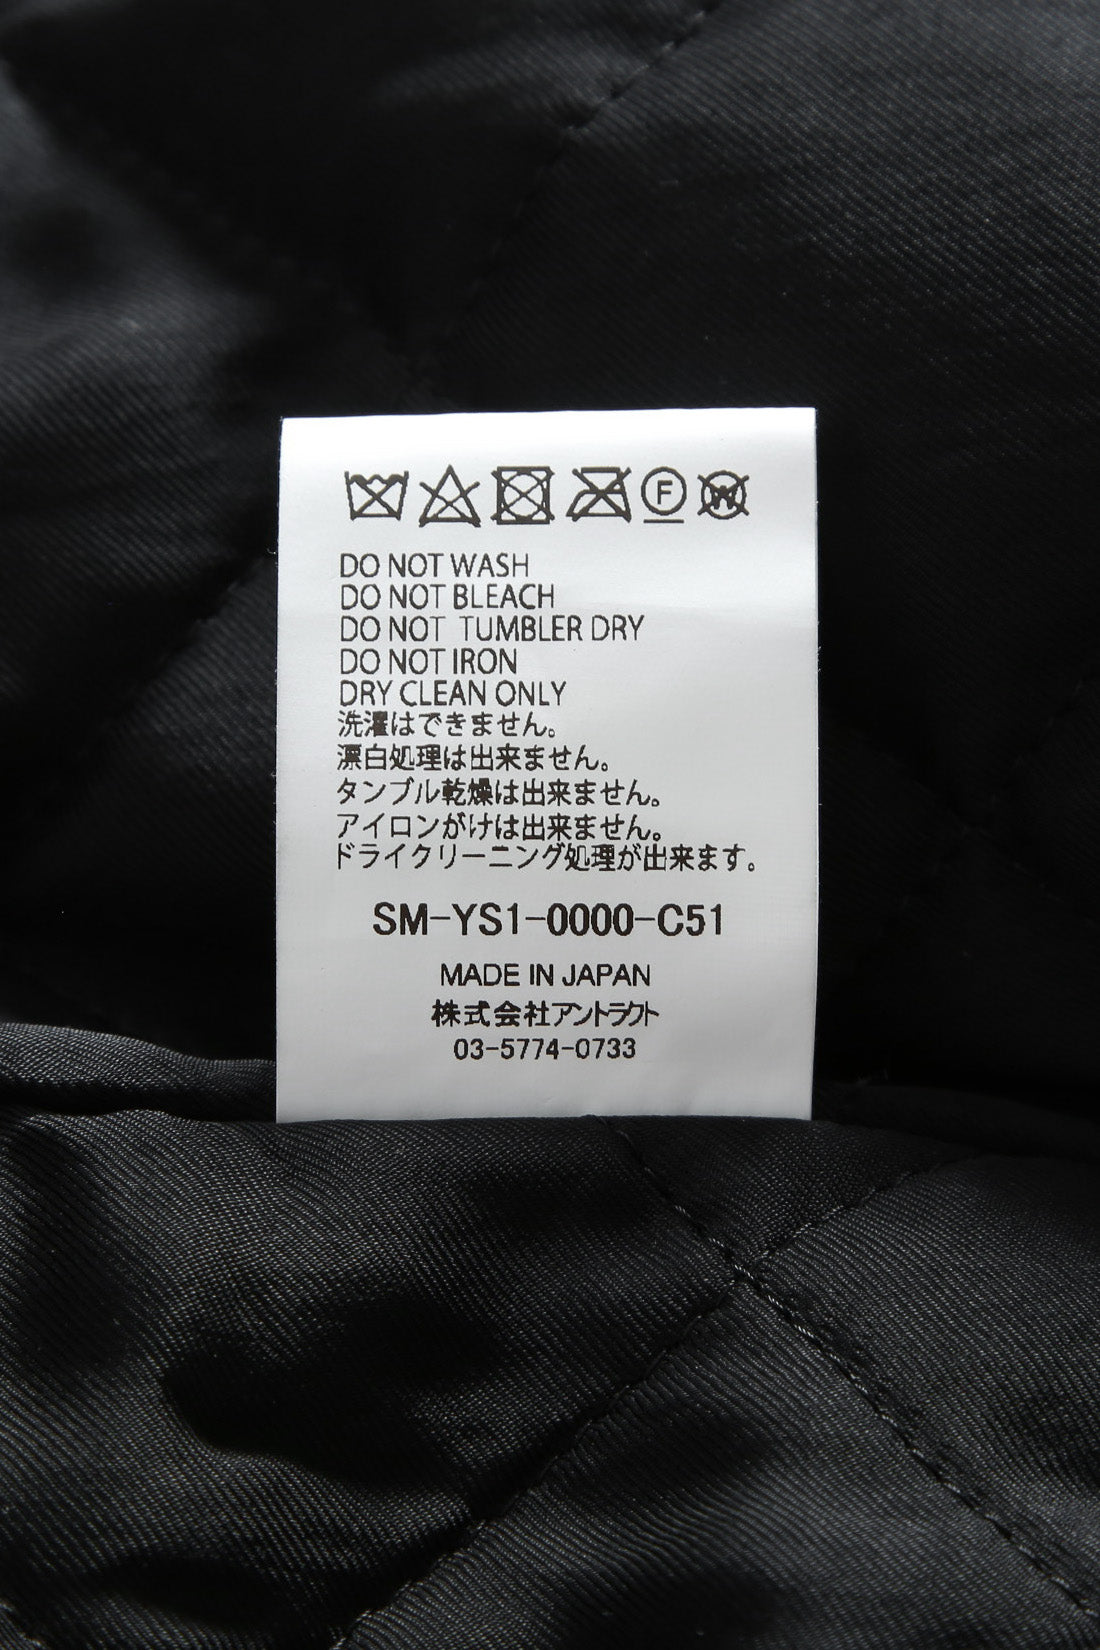 F W
DO NOT WASH
DO NOT BLEACH
DO NOT TUMBLER DRY
DO NOT IRON
DRY CLEAN ONLY
洗濯はできません。
漂白処理は出来ません。
タンブル乾燥は出来ません。
アイロンがけは出来ません。
ドライクリーニング処理が出来ます。
SM-YS1-0000-C51
MADE IN JAPAN
株式会社アントラクト
03-5774-0733